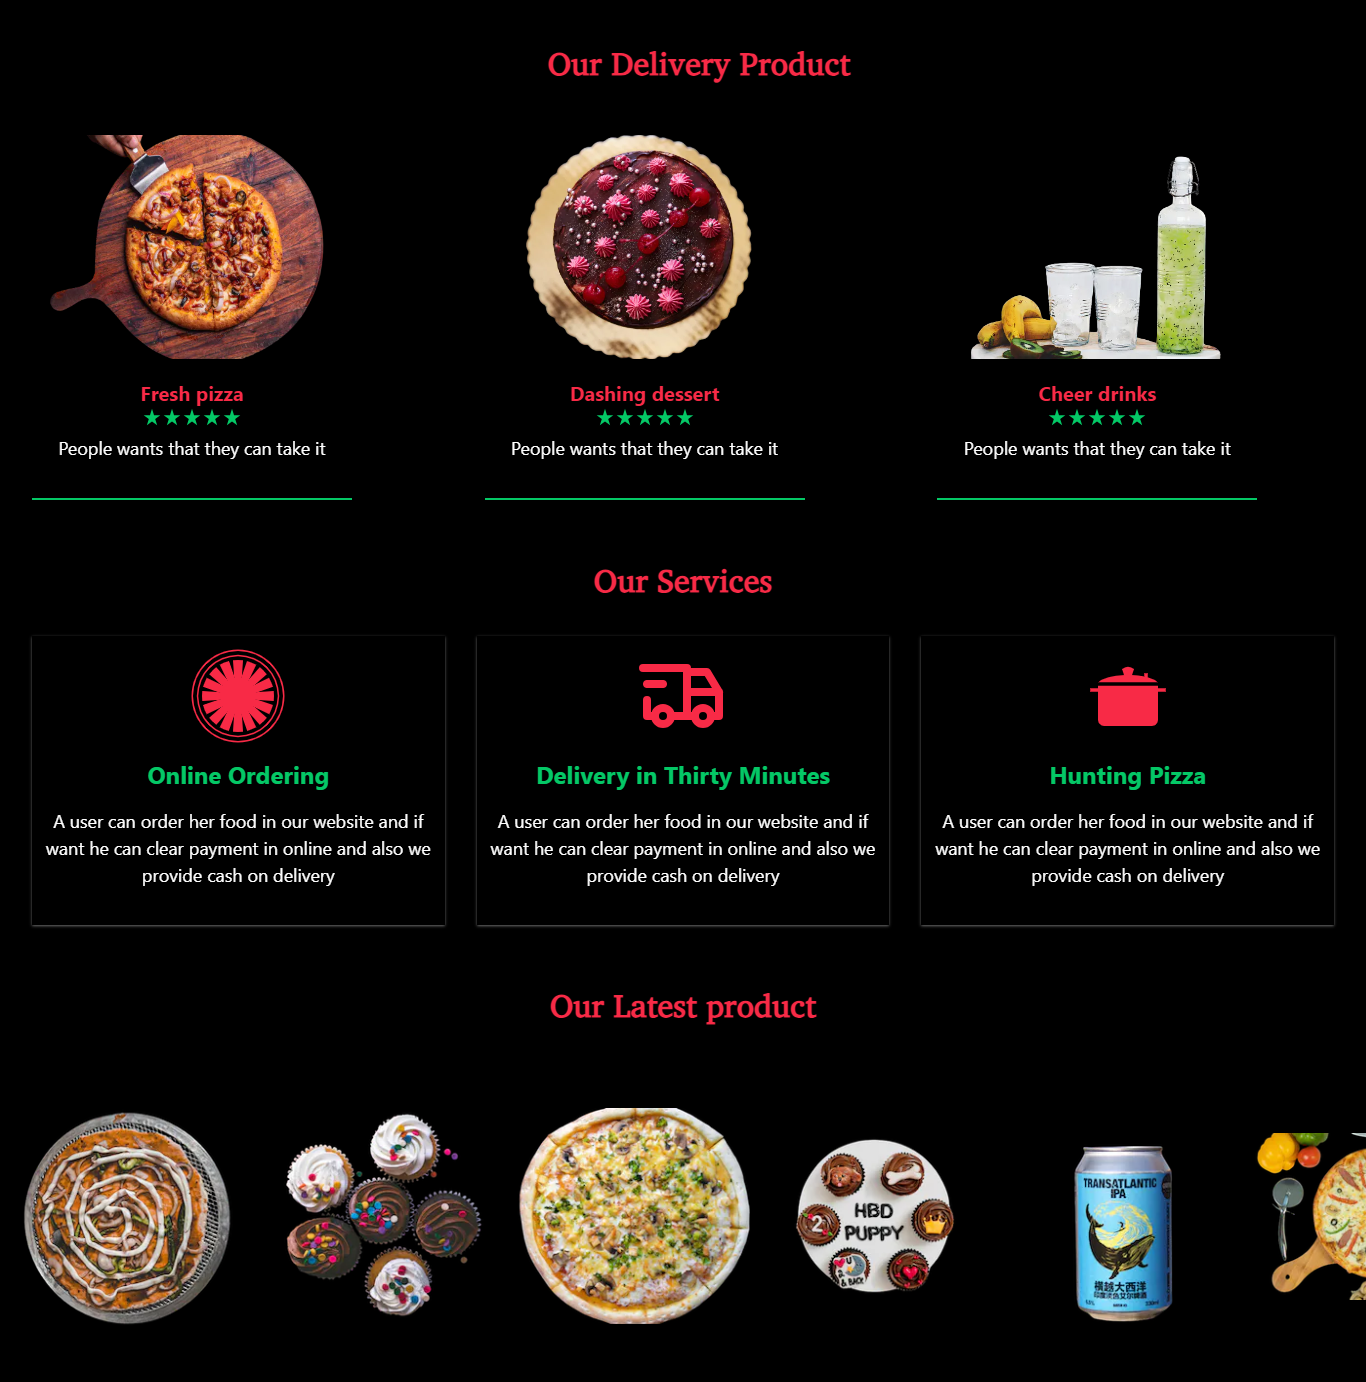 Our Delivery Product
Fresh pizza
★★★★★
People wants that they can take it
Dashing dessert
★★★★★
People wants that they can take it
Cheer drinks
★★★★★
People wants that they can take it
Our Services
Online Ordering
A user can order her food in our website and if
want he can clear payment in online and also we
provide cash on delivery
Delivery in Thirty Minutes
A user can order her food in our website and if
want he can clear payment in online and also we
provide cash on delivery
Hunting Pizza
A user can order her food in our website and if
want he can clear payment in online and also we
provide cash on delivery
Our Latest product
HBD
PUPPY
2
& BACK
TRANSATLANTIC
IPA
橫越大西洋